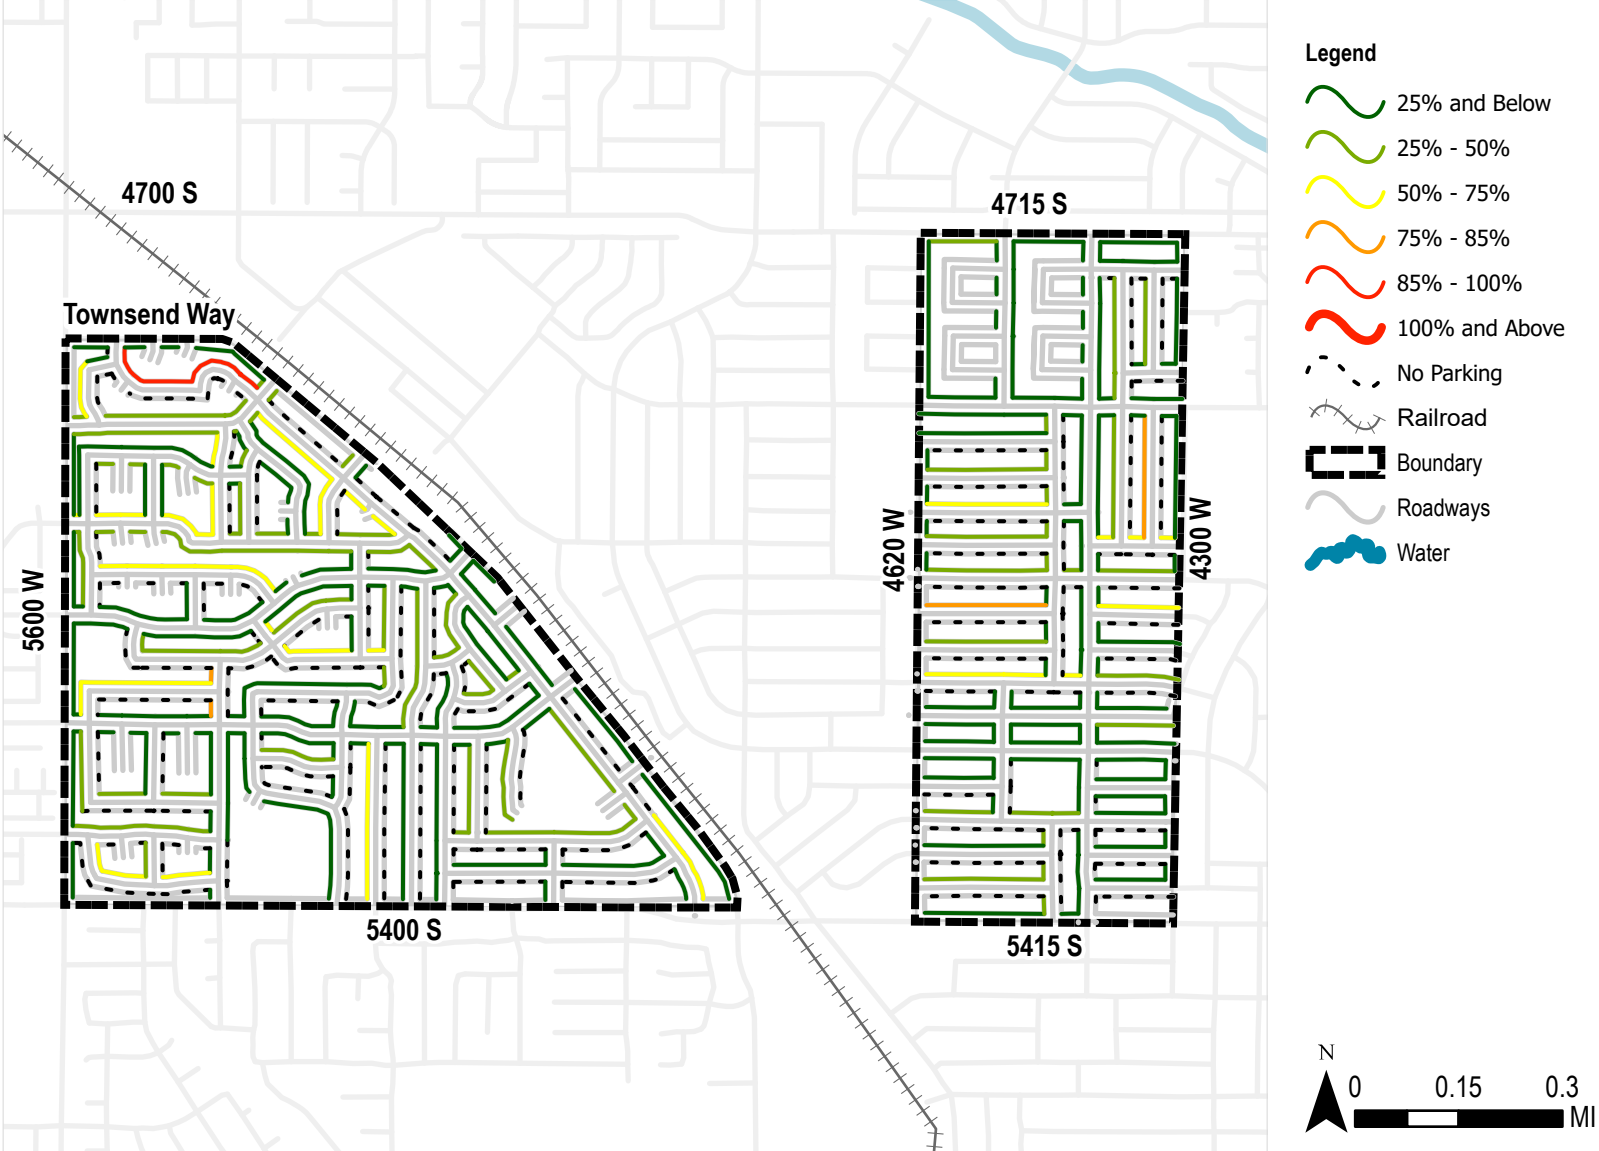 4700 S
4715 S
Townsend Way
5600 W
4620 W
4300 W
5400 S
5415 S
Legend
25% and Below
25% - 50%
50% - 75%
75% - 85%
85% - 100%
100% and Above
No Parking
Railroad
Boundary
Roadways
Water
N
0 0.15 0.3
MI